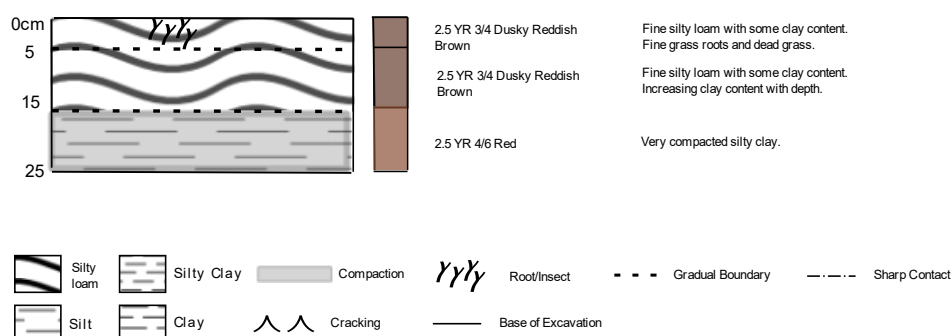 0cm
2.5 YR 3/4 Dusky Reddish
Brown
Fine silty loam with some clay content.
Fine grass roots and dead grass.
5
2.5 YR 3/4 Dusky Reddish
Brown
Fine silty loam with some clay content.
Increasing clay content with depth.
15
2.5 YR 4/6 Red
Very compacted silty clay.
25
Silty
loam
Silty Clay
Compaction
Root/Insect
Gradual Boundary
Sharp Contact
Silt
Clay
Cracking
Base of Excavation